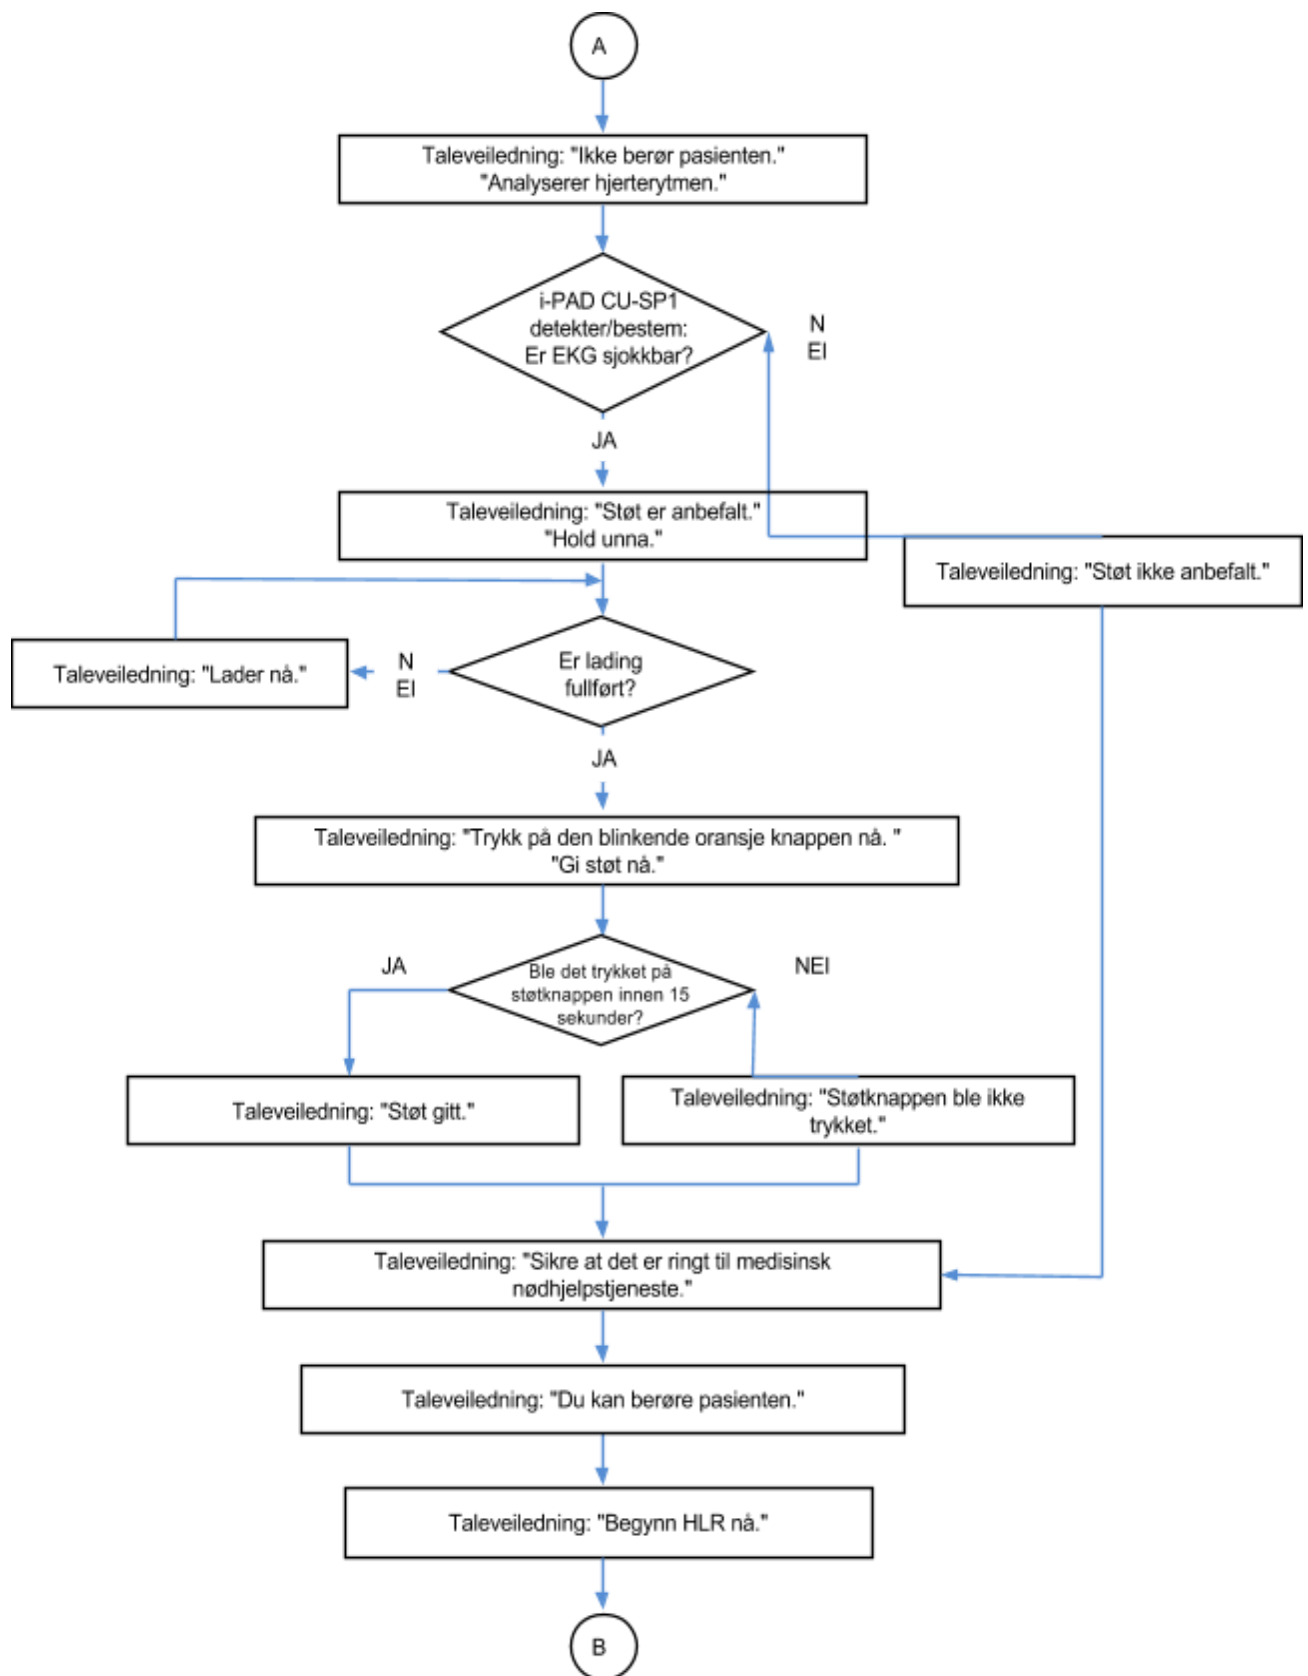 A
Taleveiledning: "Ikke berør pasienten."
"Analyserer hjerterytmen."
i-PAD CU-SP1
detekter/bestem:
Er EKG sjokkbar?
N
EI
JA
Taleveiledning: "Støt er anbefalt."
"Hold unna."
Taleveiledning: "Støt ikke anbefalt."
Taleveiledning: "Lader nå."
N
EI
Er lading
fullført?
JA
Taleveiledning: "Trykk på den blinkende oransje knappen nå. "
"Gi støt nå."
JA
Ble det trykket på
støtknappen innen 15
sekunder?
NEI
Taleveiledning: "Støt gitt."
Taleveiledning: "Støtknappen ble ikke
trykket."
Taleveiledning: "Sikre at det er ringt til medisinsk
nødhjelpstjeneste."
Taleveiledning: "Du kan berøre pasienten."
Taleveiledning: "Begynn HLR nå."
B